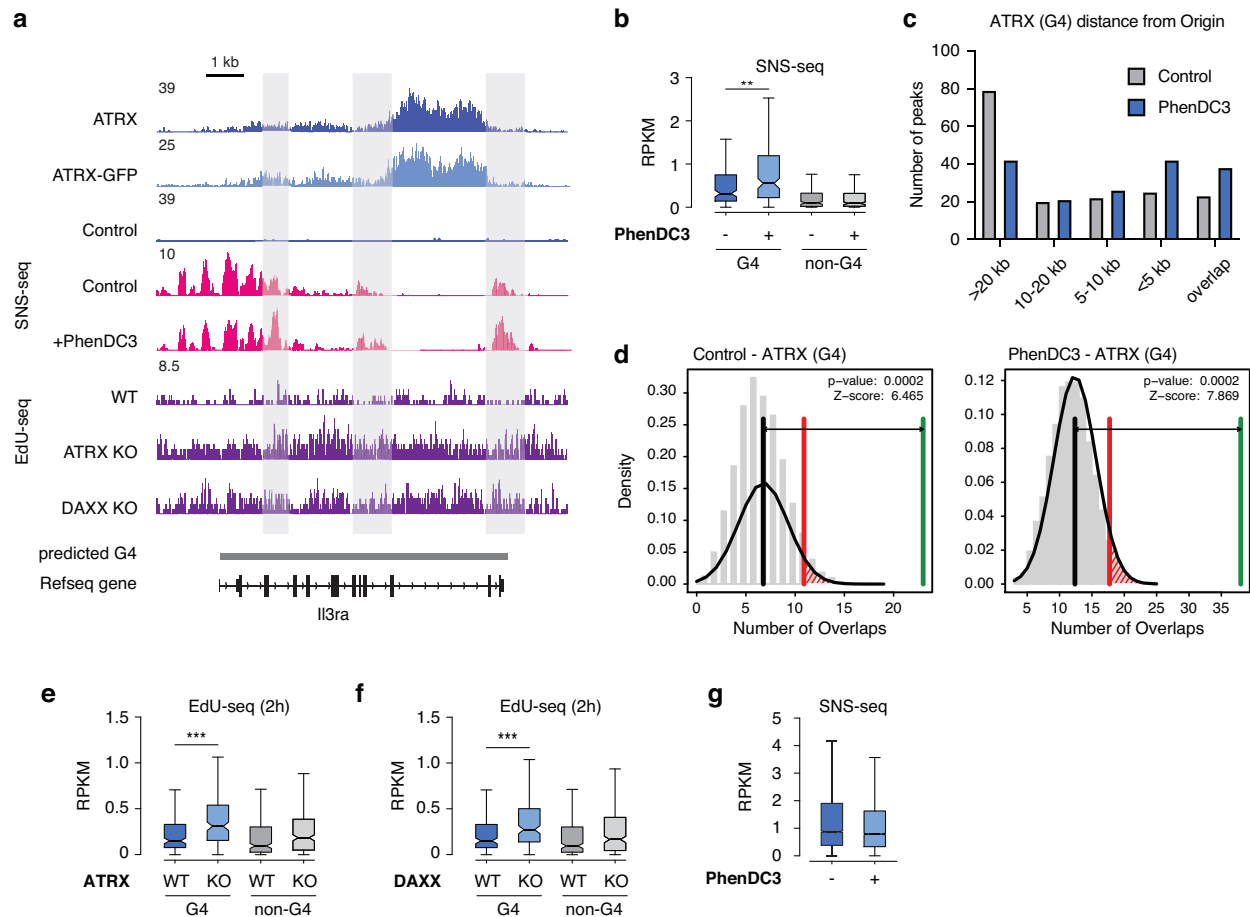 a
1 kb
39
ATRX
25
ATRX-GFP
39
Control
10
SNS-seq
Control
+PhenDC3
8.5
EdU-seq
WT
ATRX KO
DAXX KO
predicted G4
Refseq gene
Il3ra
b
SNS-seq
**
3
2
1
0
RPKM
PhenDC3
- + - +
G4 non-G4
c
ATRX (G4) distance from Origin
100
80
60
40
20
0
Number of peaks
Control
PhenDC3
>20 kb
10-20 kb
5-10 kb
<5 kb
overlap
d
Control - ATRX (G4)
p-value: 0.0002
Z-score: 6.465
0.30
0.25
0.20
0.15
0.10
0.05
0.00
Density
0 5 10 15 20
Number of Overlaps
PhenDC3 - ATRX (G4)
p-value: 0.0002
Z-score: 7.869
0.12
0.10
0.08
0.06
0.04
0.02
0.00
5 10 15 20 25 30 35
Number of Overlaps
e
EdU-seq (2h)
***
1.5
1.0
0.5
0
RPKM
ATRX WT KO WT KO
G4 non-G4
f
EdU-seq (2h)
***
1.5
1.0
0.5
0
RPKM
DAXX WT KO WT KO
G4 non-G4
g
SNS-seq
5
4
3
2
1
0
RPKM
PhenDC3 - +